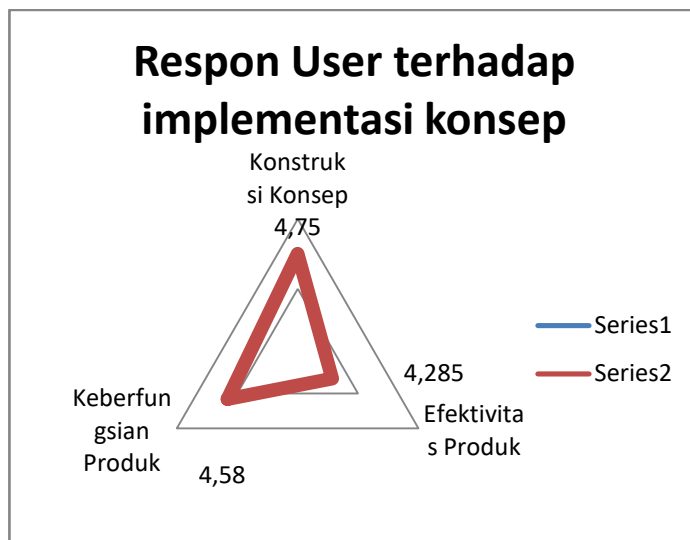 Respon User terhadap
implementasi konsep
Konstruk
si Konsep
4,75
Series1
Series2
4,285
Efektivita
s Produk
Keberfun
gsian
Produk
4,58